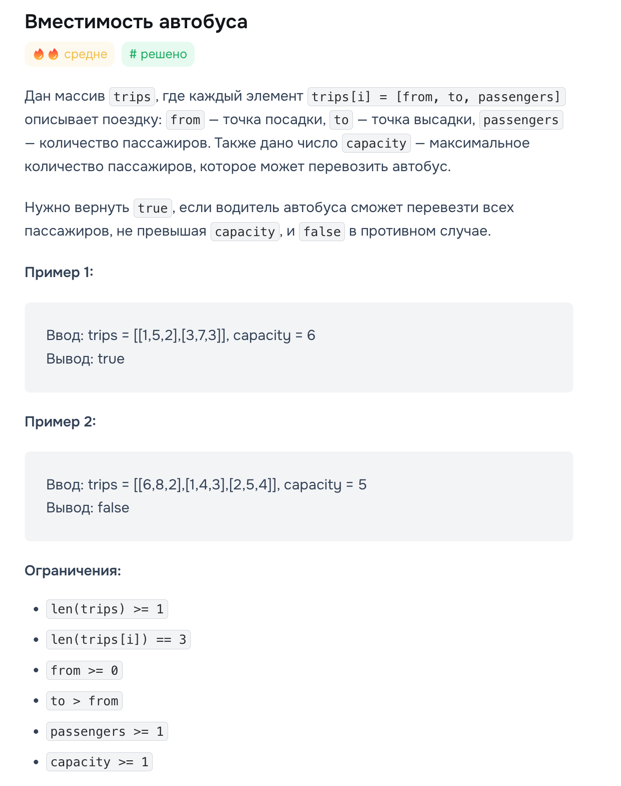 Вместимость автобуса
🔥🔥 средне # решено
Дан массив trips, где каждый элемент trips[i] = [from, to, passengers]
описывает поездку: from — точка посадки, to — точка высадки, passengers
— количество пассажиров. Также дано число capacity — максимальное
количество пассажиров, которое может перевозить автобус.
Нужно вернуть true, если водитель автобуса сможет перевезти всех
пассажиров, не превышая capacity, и false в противном случае.
Пример 1:
Ввод: trips = [[1,5,2],[3,7,3]], capacity = 6
Вывод: true
Пример 2:
Ввод: trips = [[6,8,2],[1,4,3],[2,5,4]], capacity = 5
Вывод: false
Ограничения:
• len(trips) >= 1
• len(trips[i]) == 3
• from >= 0
• to > from
• passengers >= 1
• capacity >= 1